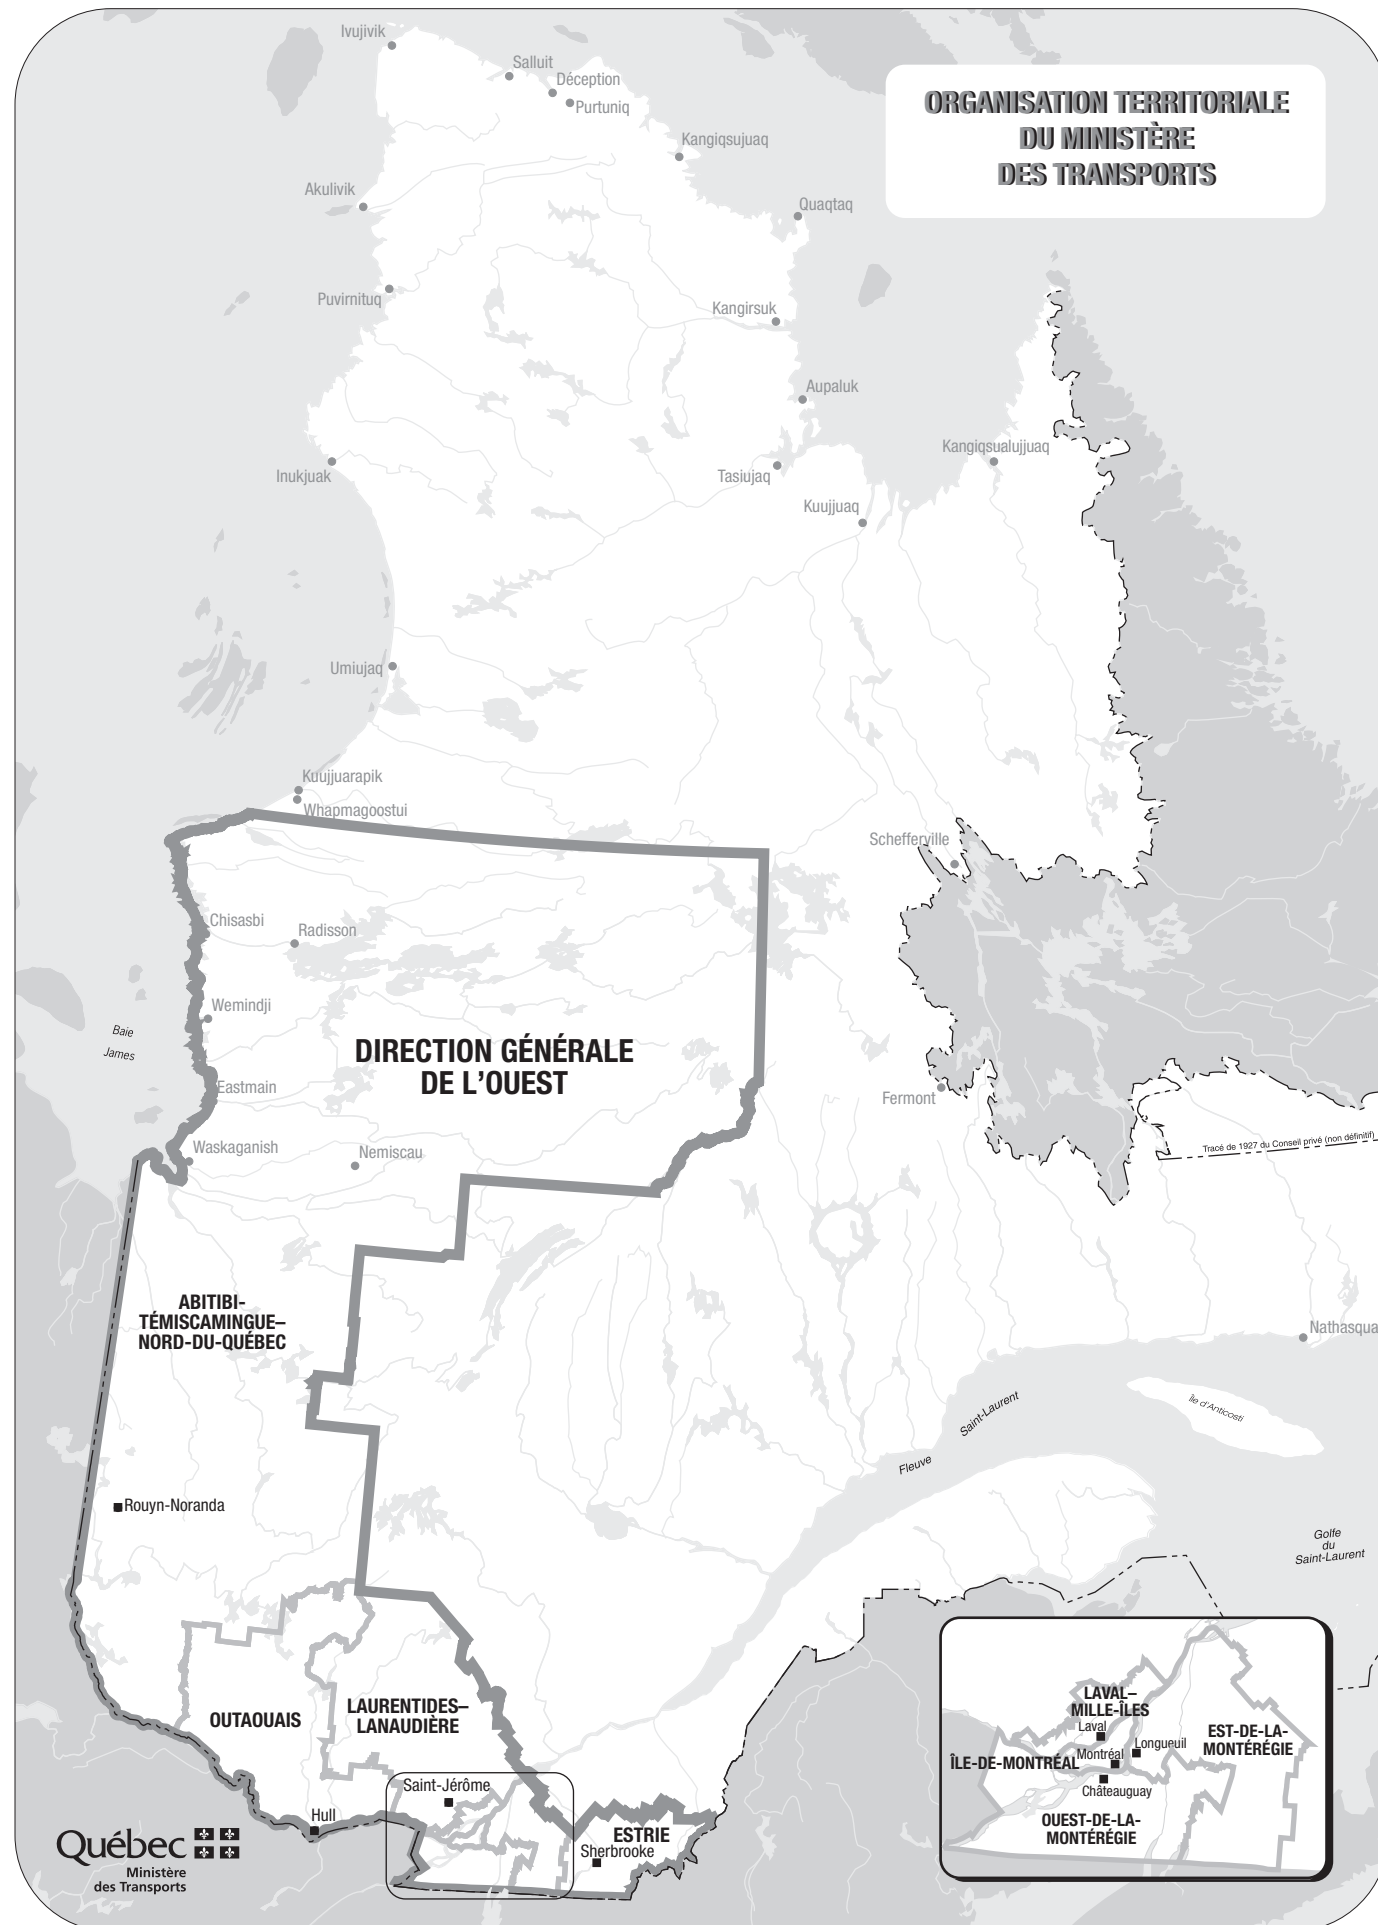 ORGANISATION TERRITORIALE
DU MINISTÈRE
DES TRANSPORTS
Ivujivik
Salluit
Déception
Purtuniq
Kangiqsujuaq
Akulivik
Quaqtaq
Puvirnituq
Kangirsuk
Aupaluk
Kangiqsualujjuaq
Inukjuak
Tasiujaq
Kuujjuaq
Umiujaq
Kuujjuarapik
Whapmagoostui
Schefferville
Chisasbi
Radisson
Wemindji
Baie
James
DIRECTION GÉNÉRALE
DE L'OUEST
Eastmain
Fermont
Waskaganish
Nemiscau
Tracé de 1927 du Conseil privé (non définitif)
ABITIBI-
TÉMISCAMINGUE–
NORD-DU-QUÉBEC
Nathasqua
Île d'Anticosti
Saint-Laurent
Fleuve
Rouyn-Noranda
Golfe
du
Saint-Laurent
OUTAOUAIS
LAURENTIDES–
LANAUDIÈRE
Saint-Jérôme
Hull
ESTRIE
Sherbrooke
LAVAL–
MILLE-ÎLES
Laval
EST-DE-LA-
MONTÉRÉGIE
Longueuil
Montréal
ÎLE-DE-MONTRÉAL
Châteauguay
OUEST-DE-LA-
MONTÉRÉGIE
Québec
Ministère
des Transports